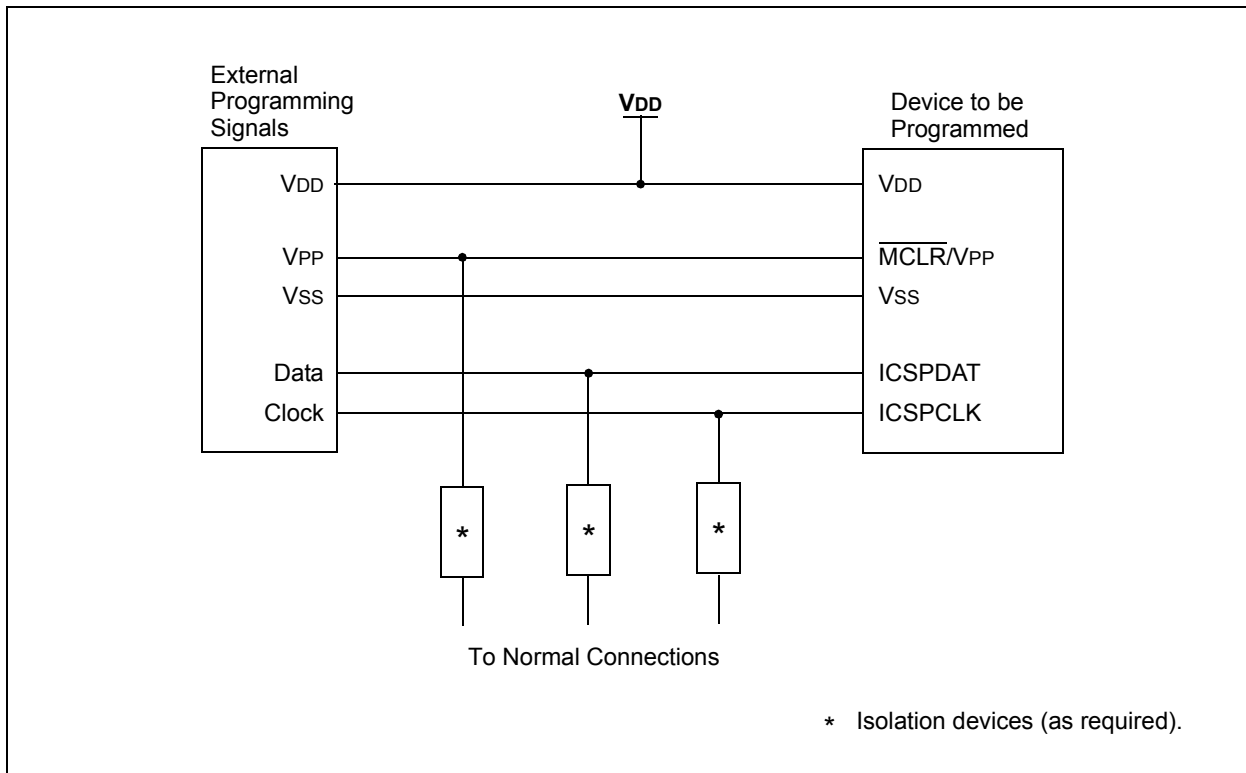 External
Programming
Signals
VDD
Device to be
Programmed
VDD
VDD
VPP
MCLR/VPP
VSS
VSS
Data
ICSPDAT
Clock
ICSPCLK
*
*
*
To Normal Connections
* Isolation devices (as required).